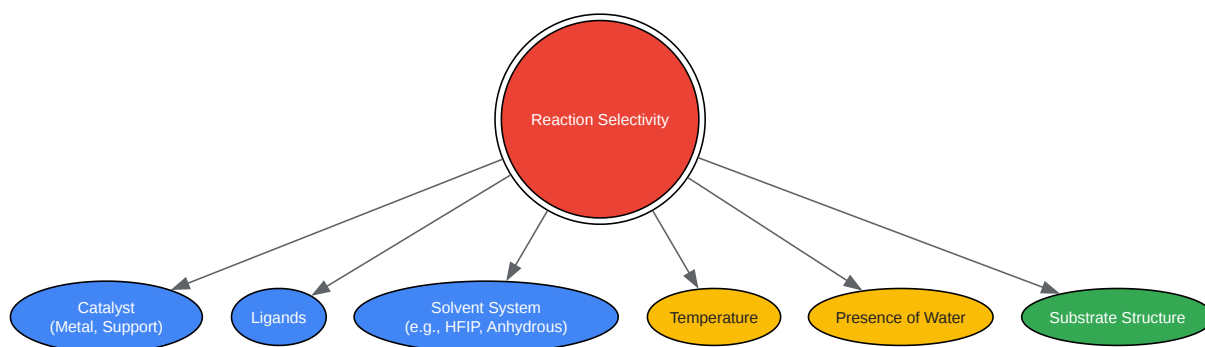 Reaction Selectivity
Catalyst
(Metal, Support)
Ligands
Solvent System
(e.g., HFIP, Anhydrous)
Temperature
Presence of Water
Substrate Structure